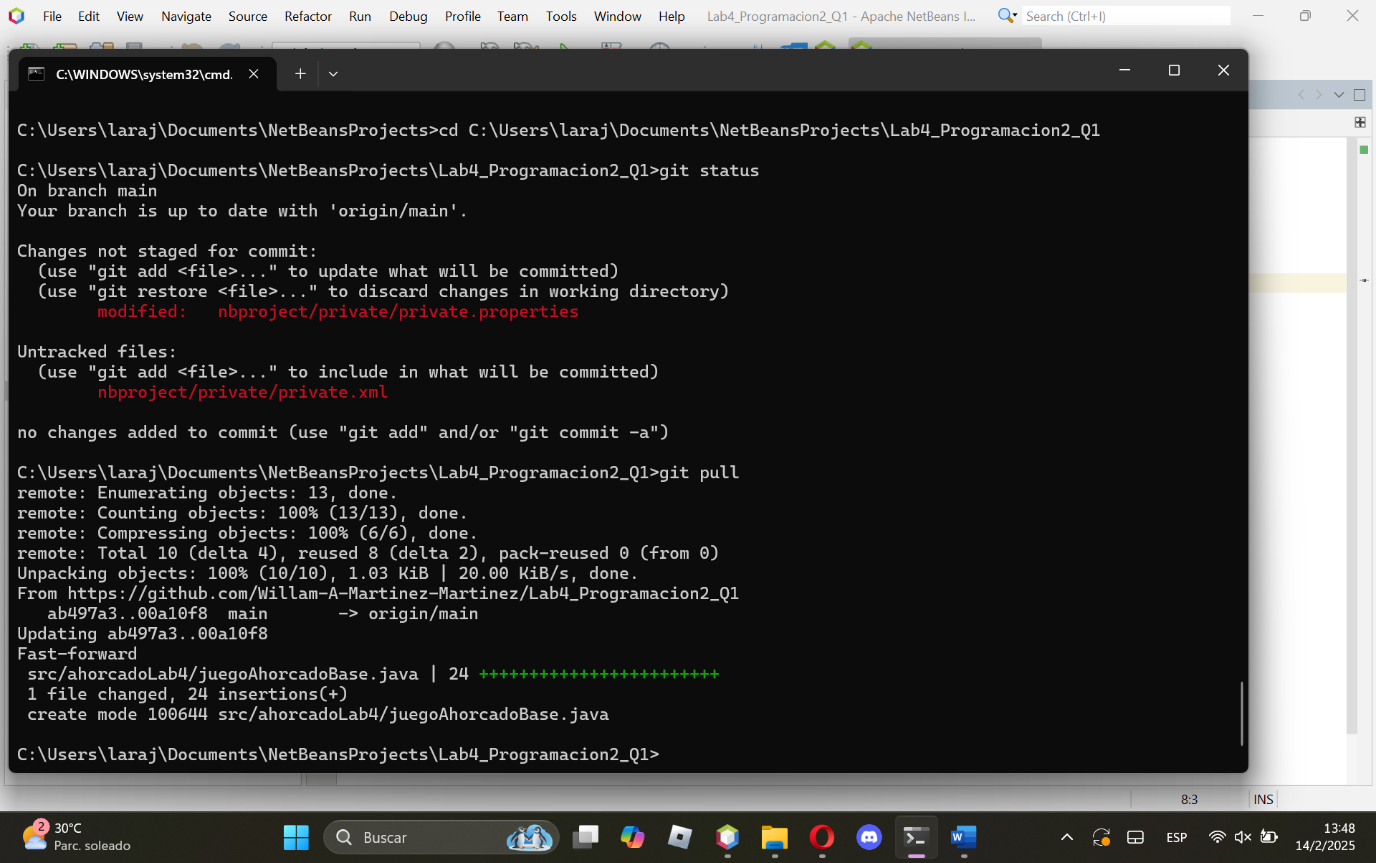 File Edit View Navigate Source Refactor Run Debug Profile Team Tools Window Help Lab4_Programacion2_Q1 - Apache NetBeans I... Search (Ctrl+I)
C:\WINDOWS\system32\cmd.
C:\Users\laraj\Documents\NetBeansProjects>cd C:\Users\laraj\Documents\NetBeansProjects\Lab4_Programacion2_Q1
C:\Users\laraj\Documents\NetBeansProjects\Lab4_Programacion2_Q1>git status
On branch main
Your branch is up to date with 'origin/main'.
Changes not staged for commit:
(use "git add <file>..." to update what will be committed)
(use "git restore <file>..." to discard changes in working directory)
modified: nbproject/private/private.properties
Untracked files:
(use "git add <file>..." to include in what will be committed)
nbproject/private/private.xml
no changes added to commit (use "git add" and/or "git commit -a")
C:\Users\laraj\Documents\NetBeansProjects\Lab4_Programacion2_Q1>git pull
remote: Enumerating objects: 13, done.
remote: Counting objects: 100% (13/13), done.
remote: Compressing objects: 100% (6/6), done.
remote: Total 10 (delta 4), reused 8 (delta 2), pack-reused 0 (from 0)
Unpacking objects: 100% (10/10), 1.03 KiB | 20.00 KiB/s, done.
From https://github.com/Willam-A-Martinez-Martinez/Lab4_Programacion2_Q1
ab497a3..00a10f8 main -> origin/main
Updating ab497a3..00a10f8
Fast-forward
src/ahorcadoLab4/juegoAhorcadoBase.java | 24 ++++++++++++++++++++++++
1 file changed, 24 insertions(+)
create mode 100644 src/ahorcadoLab4/juegoAhorcadoBase.java
C:\Users\laraj\Documents\NetBeansProjects\Lab4_Programacion2_Q1>
8:3 INS
2 30°C
Parc. soleado
Buscar
ESP
13:48
14/2/2025